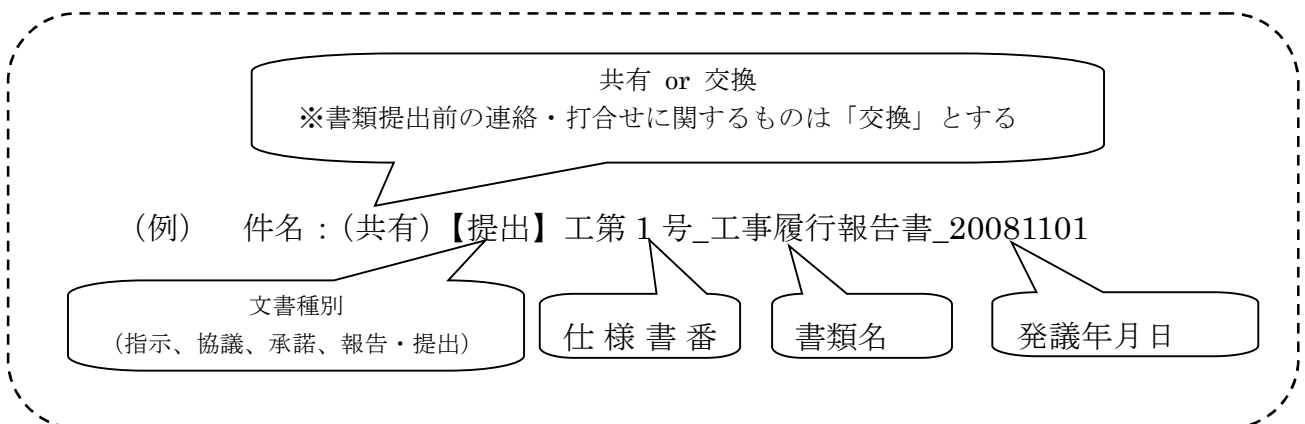 共有 or 交換
※書類提出前の連絡・打合せに関するものは「交換」とする
(例) 件名：(共有)【提出】工第1号_工事履行報告書_20081101
文書種別
(指示、協議、承諾、報告・提出)
仕様書番
書類名
発議年月日